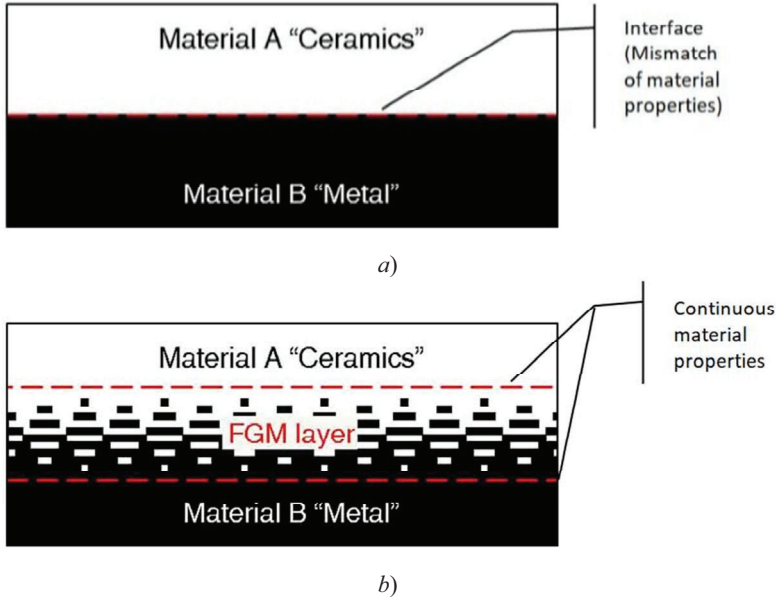 Material A “Ceramics”
Interface
(Mismatch
of material
properties)
Material B “Metal”
a)
Material A “Ceramics”
Continuous
material
properties
FGM layer
Material B “Metal”
b)